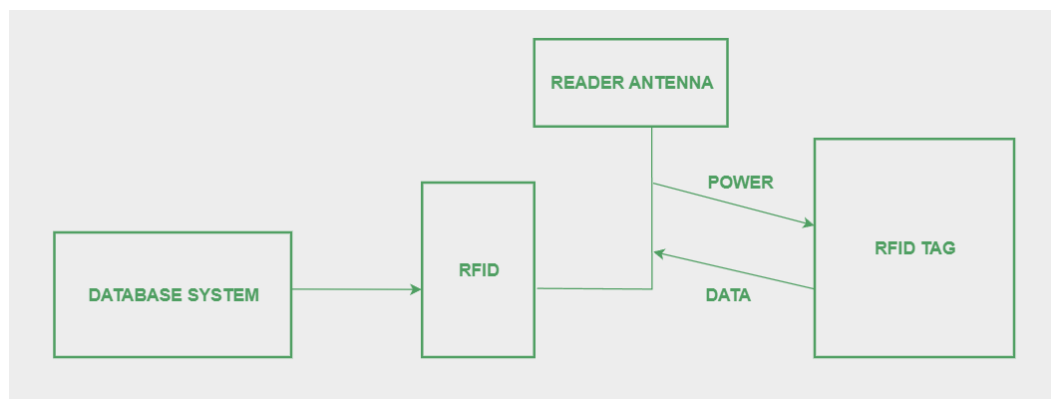 READER ANTENNA
POWER
RFID TAG
RFID
DATABASE SYSTEM
DATA